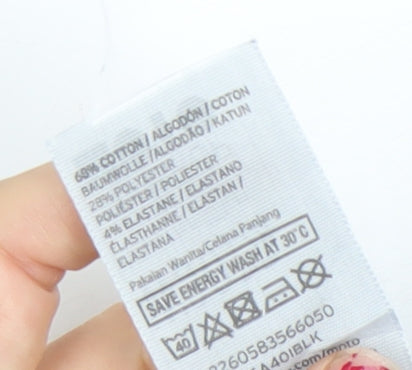 68% COTTON / ALGODÓN / COTON
BAUMWOLLE / ALGODÃO / KATUN
28% POLYESTER
POLIÉSTER / POLIESTER
4% ELASTANE / ELASTANO
ÉLASTHANNE / ELASTAN /
ELASTANA
Pakaian Wanita/Celana Panjang
SAVE ENERGY WASH AT 30°C
40
3260583566050